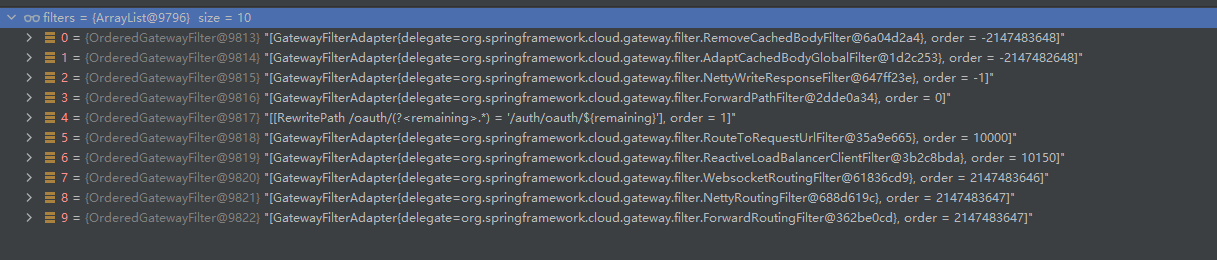 filters = {ArrayList@9796} size = 10
0 = {OrderedGatewayFilter@9813} "[GatewayFilterAdapter{delegate=org.springframework.cloud.gateway.filter.RemoveCachedBodyFilter@6a04d2a4}, order = -2147483648]"
1 = {OrderedGatewayFilter@9814} "[GatewayFilterAdapter{delegate=org.springframework.cloud.gateway.filter.AdaptCachedBodyGlobalFilter@1d2c253}, order = -2147482648]"
2 = {OrderedGatewayFilter@9815} "[GatewayFilterAdapter{delegate=org.springframework.cloud.gateway.filter.NettyWriteResponseFilter@647ff23e}, order = -1]"
3 = {OrderedGatewayFilter@9816} "[GatewayFilterAdapter{delegate=org.springframework.cloud.gateway.filter.ForwardPathFilter@2dde0a34}, order = 0]"
4 = {OrderedGatewayFilter@9817} "[[RewritePath /oauth/(?<remaining>.*) = '/auth/oauth/${remaining}'], order = 1]"
5 = {OrderedGatewayFilter@9818} "[GatewayFilterAdapter{delegate=org.springframework.cloud.gateway.filter.RouteToRequestUrlFilter@35a9e665}, order = 10000]"
6 = {OrderedGatewayFilter@9819} "[GatewayFilterAdapter{delegate=org.springframework.cloud.gateway.filter.ReactiveLoadBalancerClientFilter@3b2c8bda}, order = 10150]"
7 = {OrderedGatewayFilter@9820} "[GatewayFilterAdapter{delegate=org.springframework.cloud.gateway.filter.WebsocketRoutingFilter@61836cd9}, order = 2147483646]"
8 = {OrderedGatewayFilter@9821} "[GatewayFilterAdapter{delegate=org.springframework.cloud.gateway.filter.NettyRoutingFilter@688d619c}, order = 2147483647]"
9 = {OrderedGatewayFilter@9822} "[GatewayFilterAdapter{delegate=org.springframework.cloud.gateway.filter.ForwardRoutingFilter@362be0cd}, order = 2147483647]"